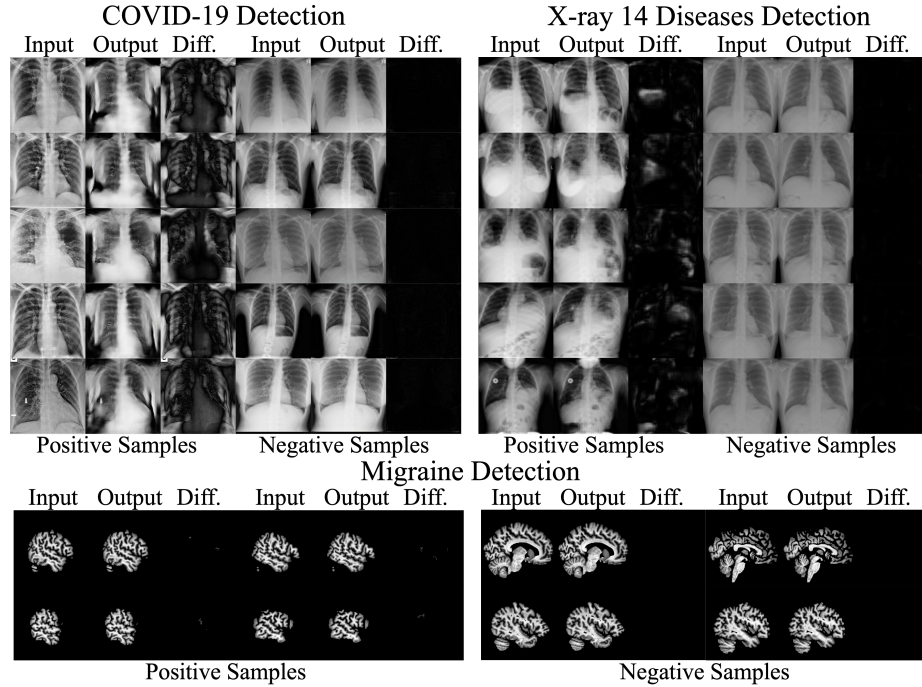 COVID-19 Detection
X-ray 14 Diseases Detection
Input Output Diff. Input Output Diff.
Input Output Diff. Input Output Diff.
Positive Samples Negative Samples
Positive Samples Negative Samples
Migraine Detection
Input Output Diff. Input Output Diff.
Input Output Diff. Input Output Diff.
Positive Samples
Negative Samples